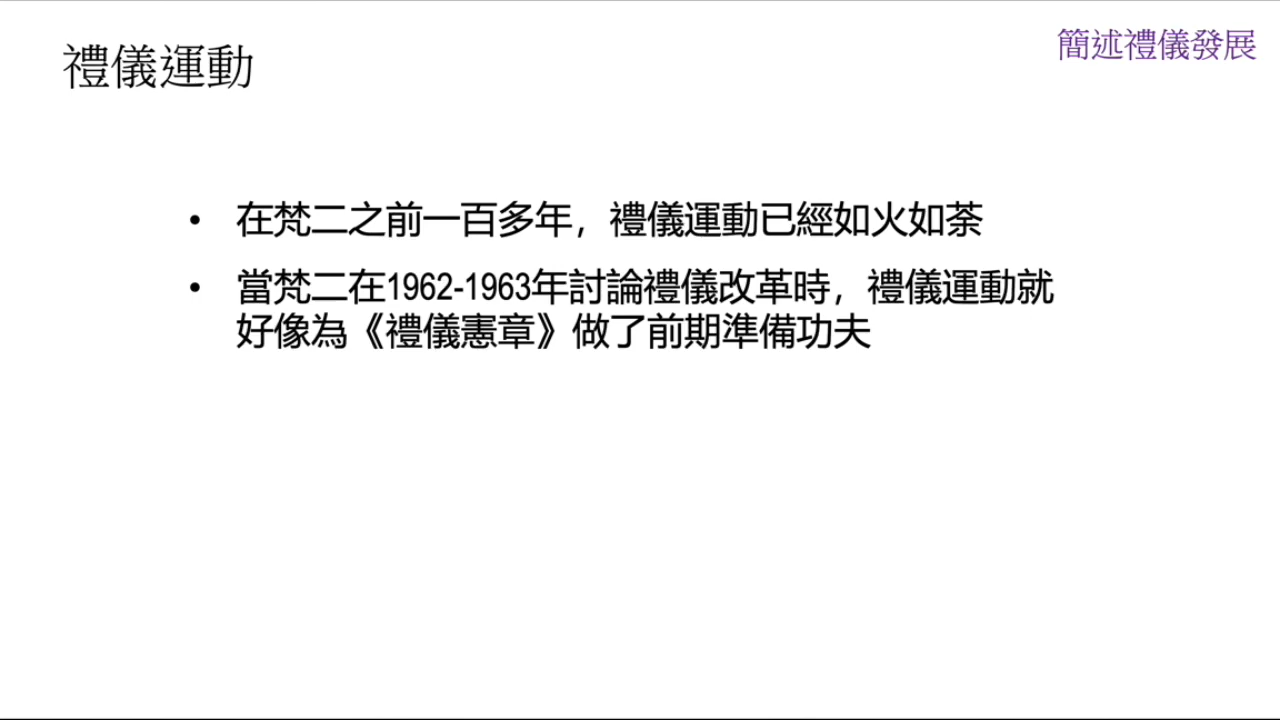 禮儀運動
簡述禮儀發展
• 在梵二之前一百多年，禮儀運動已經如火如荼
• 當梵二在1962-1963年討論禮儀改革時，禮儀運動就
好像為《禮儀憲章》做了前期準備功夫